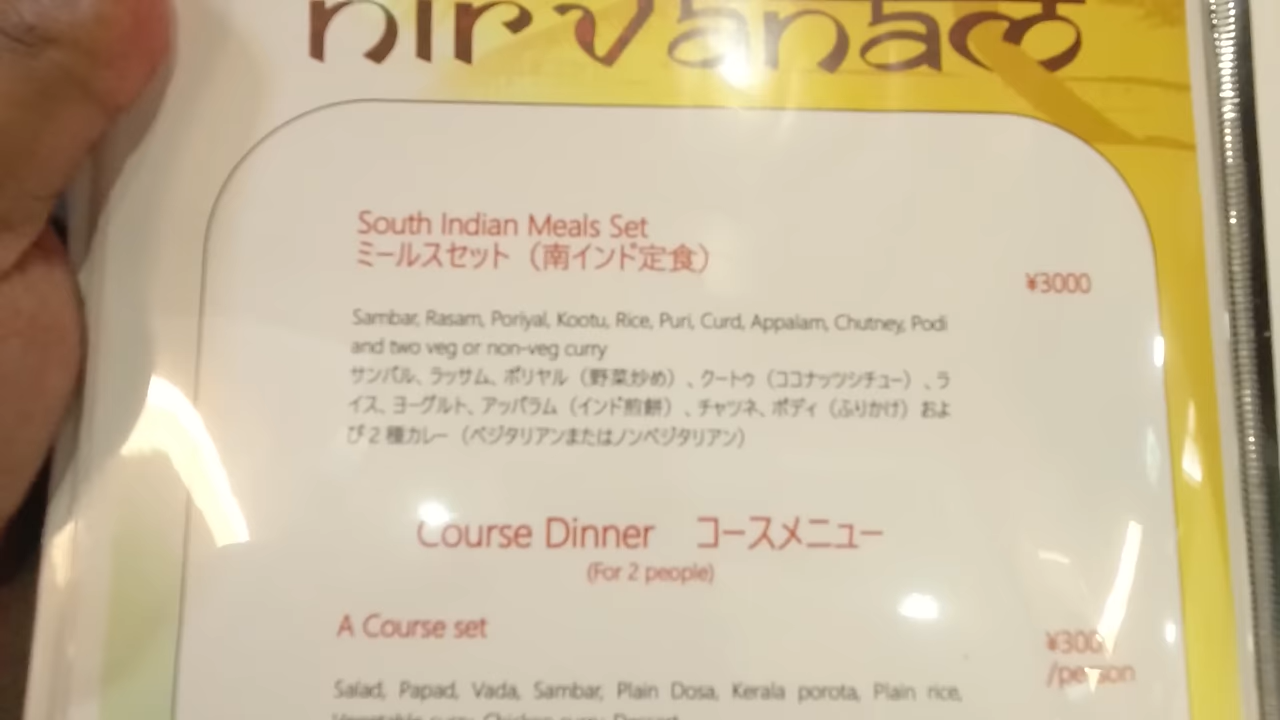 nirvanam
South Indian Meals Set
ミールスセット（南インド定食）
¥3000
Sambar, Rasam, Poriyal, Kootu, Rice, Puri, Curd, Appalam, Chutney, Podi
and two veg or non-veg curry
サンバル、ラッサム、ポリヤル（野菜炒め）、クートゥ（ココナッツシチュー）、ラ
イス、ヨーグルト、アッパラム（インド煎餅）、チャツネ、ポディ（ふりかけ）およ
び2種カレー（ベジタリアンまたはノンベジタリアン）
Course Dinner コースメニュー
(For 2 people)
A Course set
/person
Salad, Papad, Vada, Sambar, Plain Dosa, Kerala porota, Plain rice,